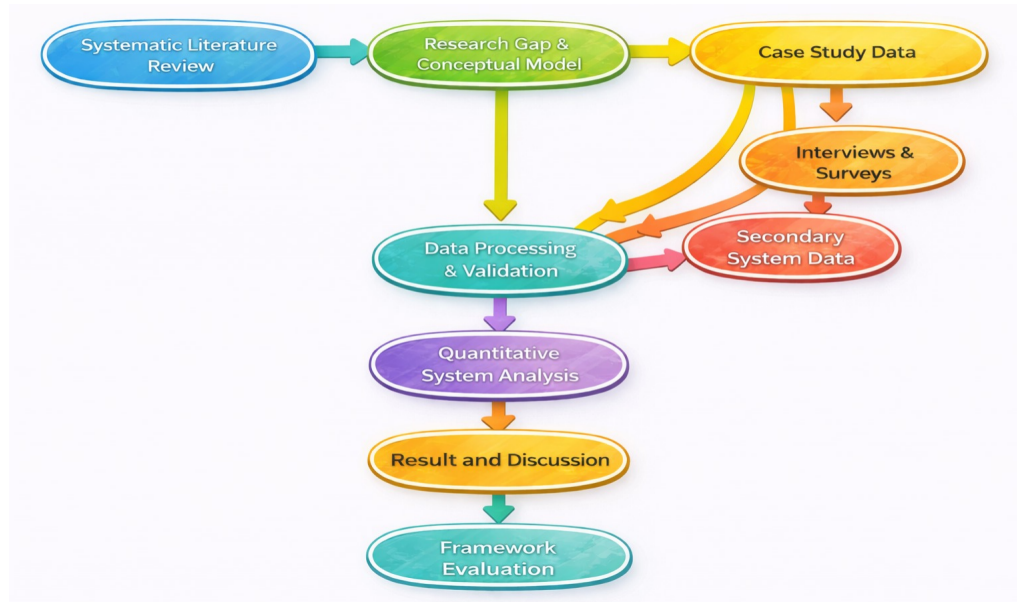 Systematic Literature
Review
Research Gap &
Conceptual Model
Case Study Data
Interviews &
Surveys
Secondary
System Data
Data Processing
& Validation
Quantitative
System Analysis
Result and Discussion
Framework
Evaluation